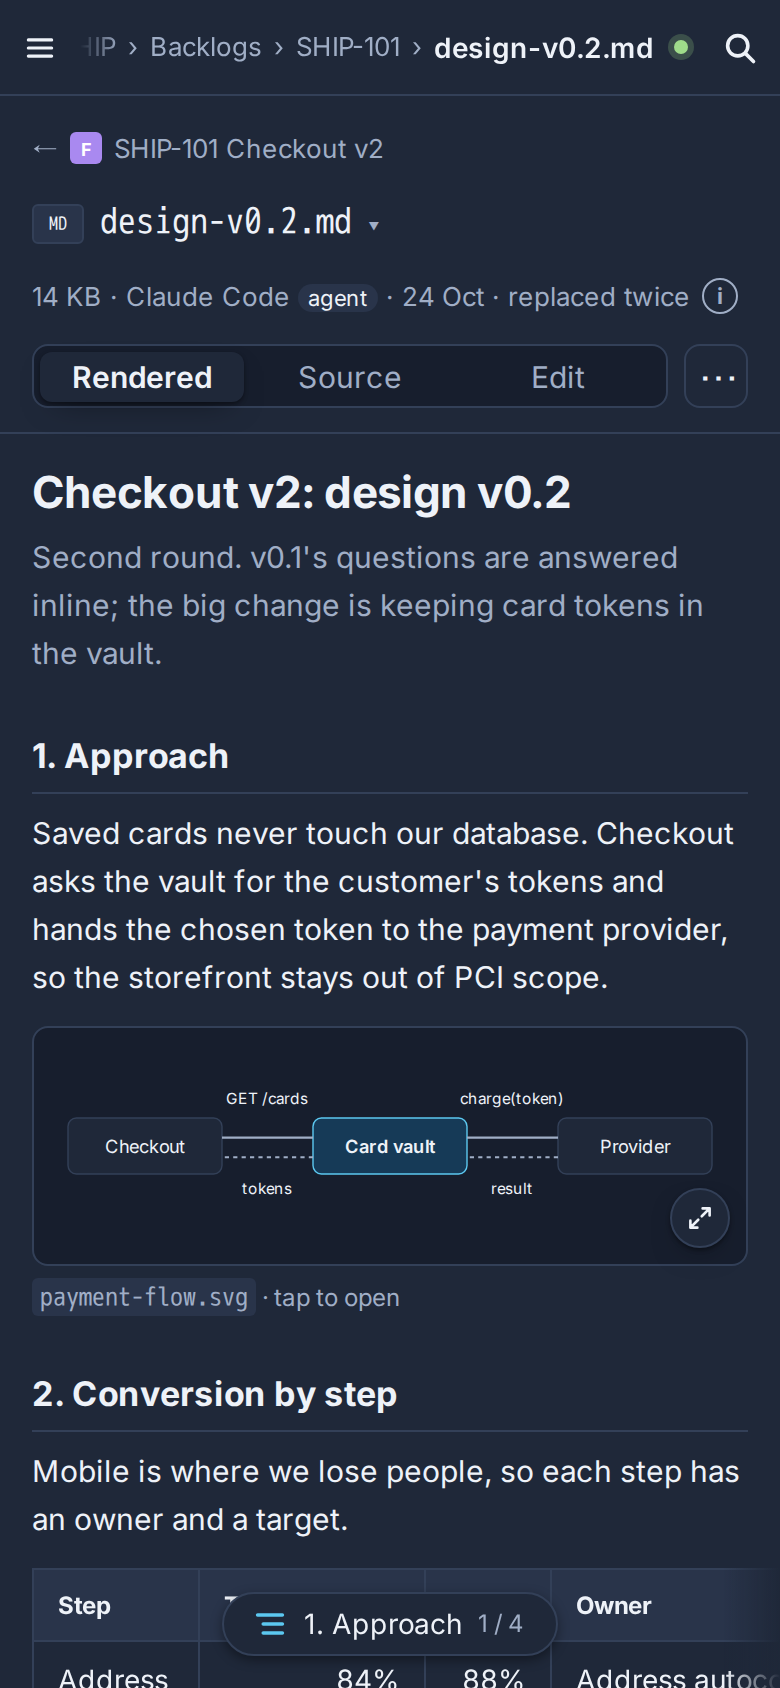 HIP › Backlogs › SHIP-101 › design-v0.2.md
← F SHIP-101 Checkout v2
MD design-v0.2.md ▾
14 KB · Claude Code agent · 24 Oct · replaced twice i
Rendered Source Edit ...
Checkout v2: design v0.2
Second round. v0.1's questions are answered
inline; the big change is keeping card tokens in
the vault.
1. Approach
Saved cards never touch our database. Checkout
asks the vault for the customer's tokens and
hands the chosen token to the payment provider,
so the storefront stays out of PCI scope.
GET /cards charge(token)
Checkout Card vault Provider
tokens result
payment-flow.svg · tap to open
2. Conversion by step
Mobile is where we lose people, so each step has
an owner and a target.
Step Owner
1. Approach 1 / 4
Address 84% 88% Address autoc